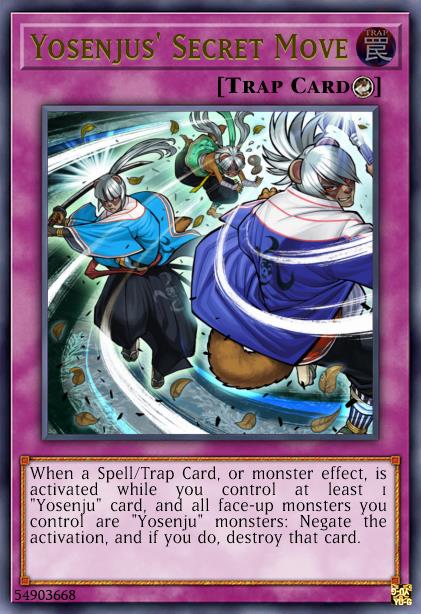 Yosenjus' Secret Move
TRAP
罠
[Trap Card]
When a Spell/Trap Card, or monster effect, is
activated while you control at least 1
"Yosenju" card, and all face-up monsters you
control are "Yosenju" monsters: Negate the
activation, and if you do, destroy that card.
54903668